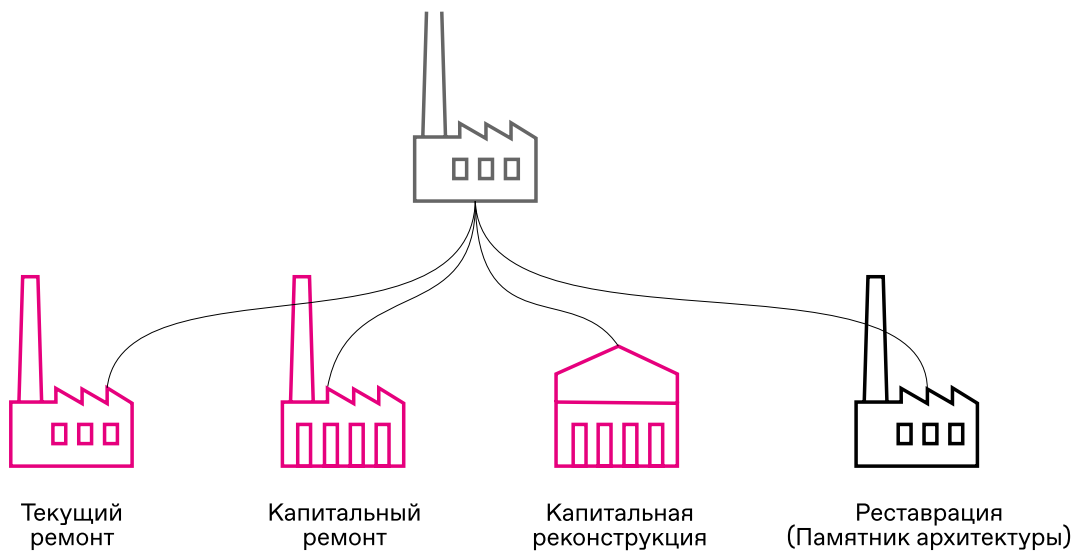 Текущий
ремонт
Капитальный
ремонт
Капитальная
реконструкция
Реставрация
(Памятник архитектуры)